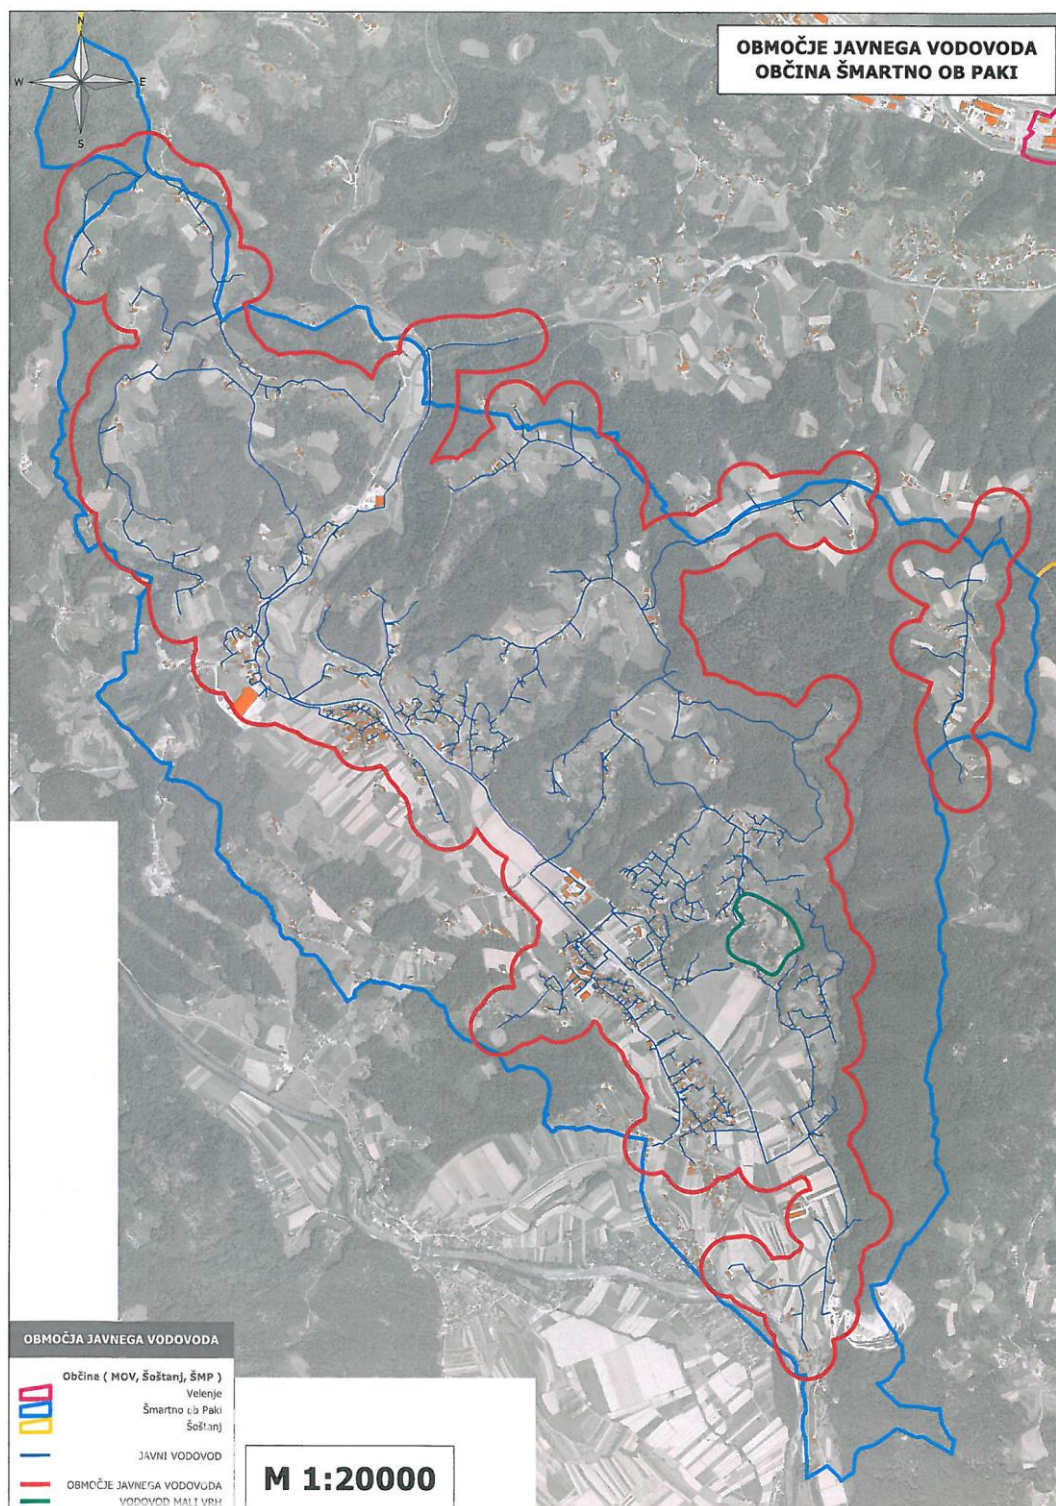 OBMOČJE JAVNEGA VODOVODA
OBČINA ŠMARTNO OB PAKI
N
W
E
S
OBMOČJA JAVNEGA VODOVODA
Občine ( MOV, Šoštanj, ŠMP )
Velenje
Šmartno ob Paki
Šoštanj
JAVNI VODOVOD
OBMOČJE JAVNEGA VODOVODA
VODOVOD MALI VRH
M 1:20000